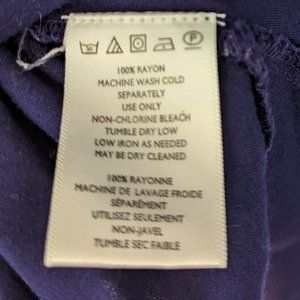 100% RAYON
MACHINE WASH COLD
SEPARATELY
USE ONLY
NON-CHLORINE BLEACH
TUMBLE DRY LOW
LOW IRON AS NEEDED
MAY BE DRY CLEANED
100% RAYONNE
MACHINE DE LAVAGE FROIDE
SÉPARÉMENT
UTILISEZ SEULEMENT
NON-JAVEL
TUMBLE SEC FAIBLE